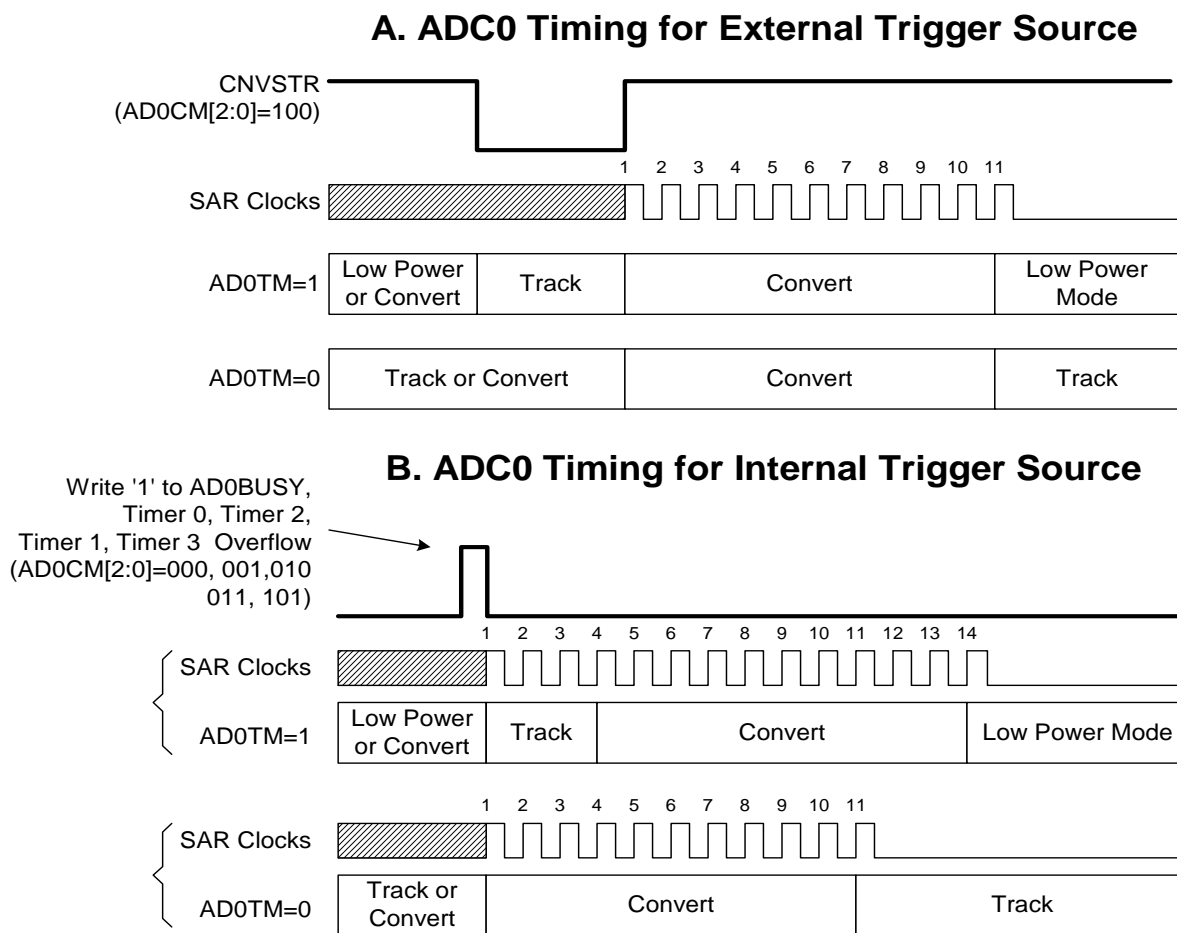 A. ADC0 Timing for External Trigger Source
CNVSTR
(AD0CM[2:0]=100)
1 2 3 4 5 6 7 8 9 10 11
SAR Clocks
AD0TM=1
Low Power
or Convert
Track
Convert
Low Power
Mode
AD0TM=0
Track or Convert
Convert
Track
B. ADC0 Timing for Internal Trigger Source
Write '1' to AD0BUSY,
Timer 0, Timer 2,
Timer 1, Timer 3 Overflow
(AD0CM[2:0]=000, 001,010
011, 101)
1 2 3 4 5 6 7 8 9 10 11 12 13 14
SAR Clocks
AD0TM=1
Low Power
or Convert
Track
Convert
Low Power Mode
1 2 3 4 5 6 7 8 9 10 11
SAR Clocks
AD0TM=0
Track or
Convert
Convert
Track